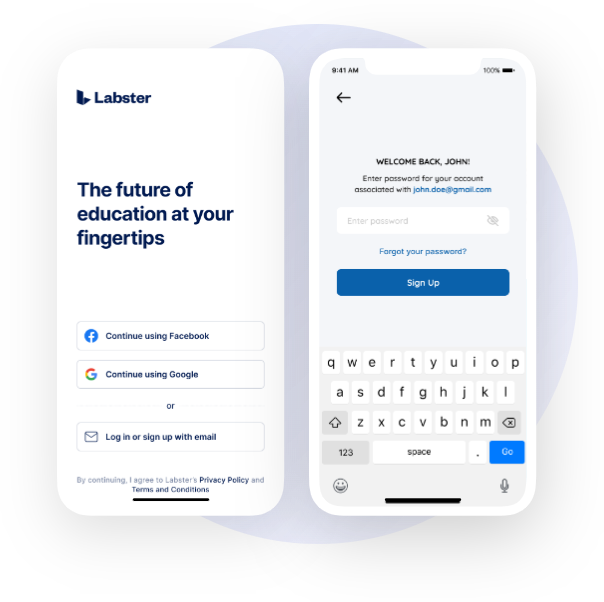 Labster
The future of
education at your
fingertips
Continue using Facebook
Continue using Google
or
Log in or sign up with email
By continuing, I agree to Labster's Privacy Policy and
Terms and Conditions
9:41 AM
100%
WELCOME BACK, JOHN!
Enter password for your account
associated with john.doe@gmail.com
Enter password
Forgot your password?
Sign Up
q w e r t y u i o p
a s d f g h j k l
z x c v b n m
123 space . Go